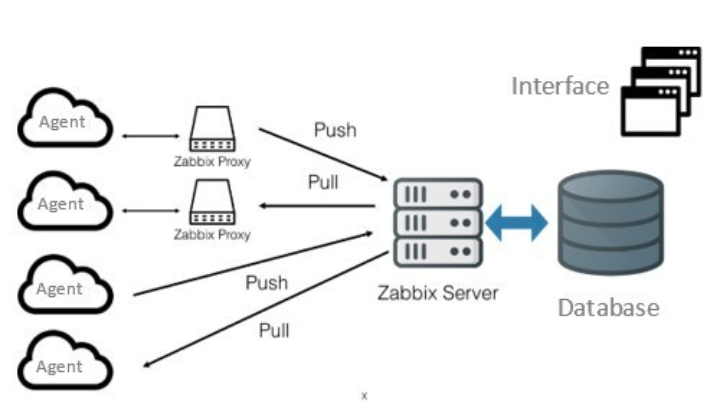 Interface
Agent
Push
Zabbix Proxy
Pull
Agent
Zabbix Proxy
Agent
Push
Zabbix Server
Database
Pull
Agent
x